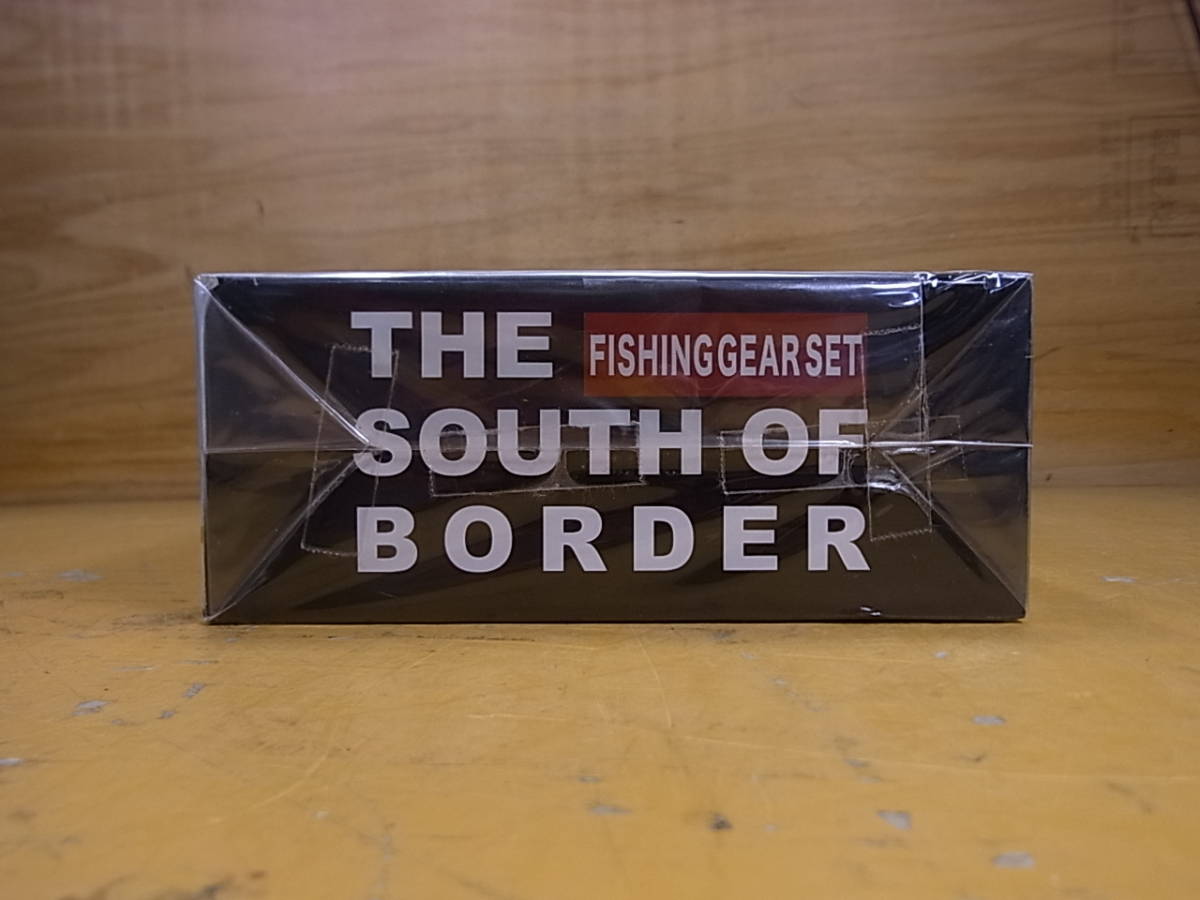 THE FISHING GEAR SET
SOUTH OF
BORDER